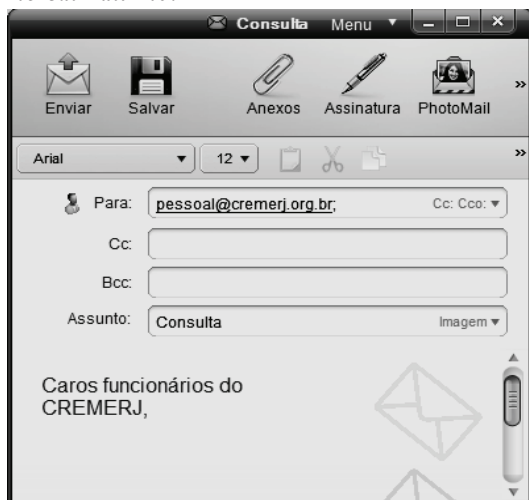 Consulta Menu
Enviar Salvar Anexos Assinatura PhotoMail »
Arial 12 »
Para: pessoal@cremerj.org.br; Cc: Cco:
Cc:
Bcc:
Assunto: Consulta Imagem
Caros funcionários do
CREMERJ,